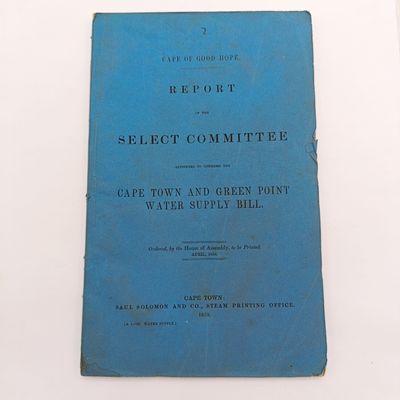 CAPE OF GOOD HOPE.
REPORT
OF THE
SELECT COMMITTEE
APPOINTED TO CONSIDER THE
CAPE TOWN AND GREEN POINT
WATER SUPPLY BILL.
Ordered, by the House of Assembly, to be Printed.
APRIL,
CAPE TOWN:
SAUL SOLOMON AND CO., STEAM PRINTING OFFICE.
WATER SUPPLY.]